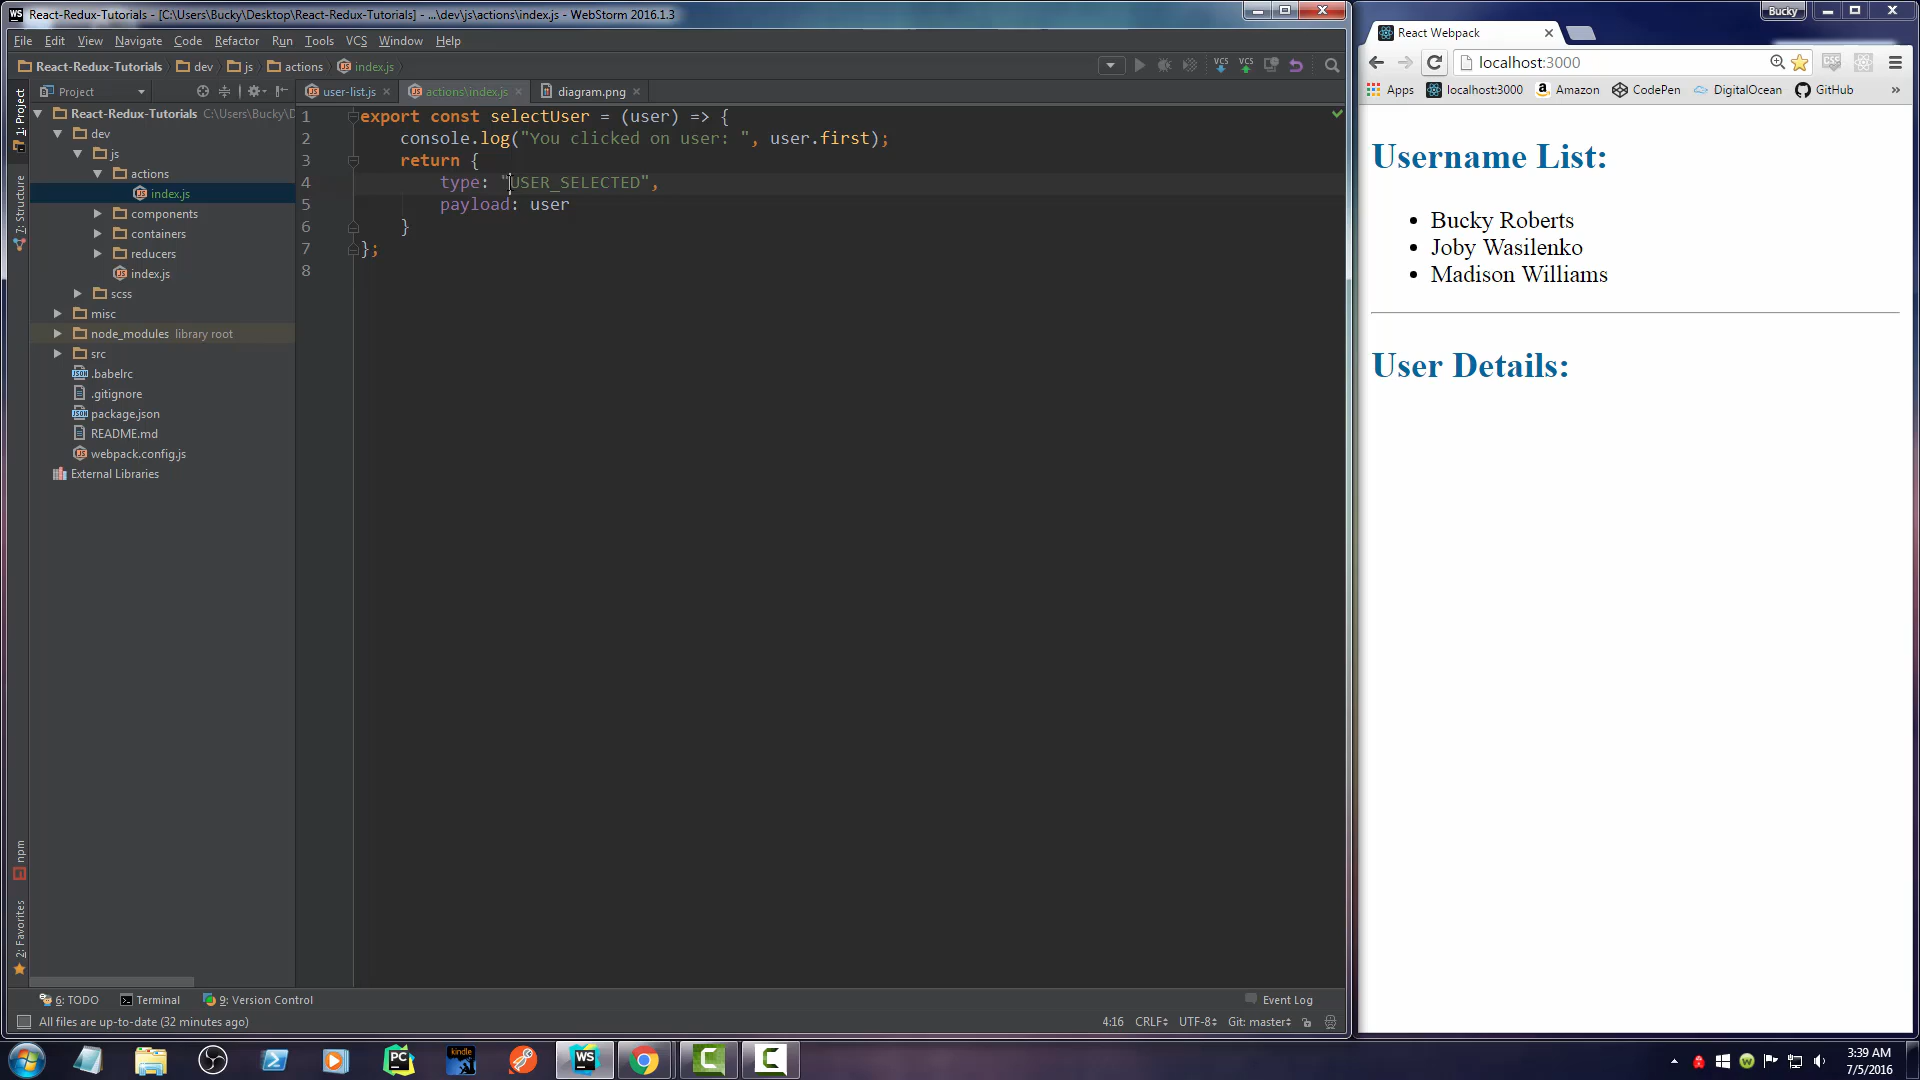 React-Redux-Tutorials - [C:\Users\Bucky\Desktop\React-Redux-Tutorials] - ...\dev\js\actions\index.js - WebStorm 2016.1.3
File Edit View Navigate Code Refactor Run Tools VCS Window Help
React-Redux-Tutorials dev js actions index.js
VCS VCS
1: Project
7: Structure
npm
2: Favorites
Project
React-Redux-Tutorials C:\Users\Bucky\D
dev
js
actions
index.js
components
containers
reducers
index.js
scss
misc
node_modules library root
src
.babelrc
.gitignore
package.json
README.md
webpack.config.js
External Libraries
user-list.js actions\index.js diagram.png
1 export const selectUser = (user) => {
2 console.log("You clicked on user: ", user.first);
3 return {
4 type: "USER_SELECTED",
5 payload: user
6 }
7 };
8
6: TODO Terminal 9: Version Control Event Log
All files are up-to-date (32 minutes ago) 4:16 CRLF UTF-8 Git: master
Bucky
React Webpack
localhost:3000
Apps localhost:3000 Amazon CodePen DigitalOcean GitHub »
Username List:
• Bucky Roberts
• Joby Wasilenko
• Madison Williams
User Details:
PC kindle WS
3:39 AM
7/5/2016